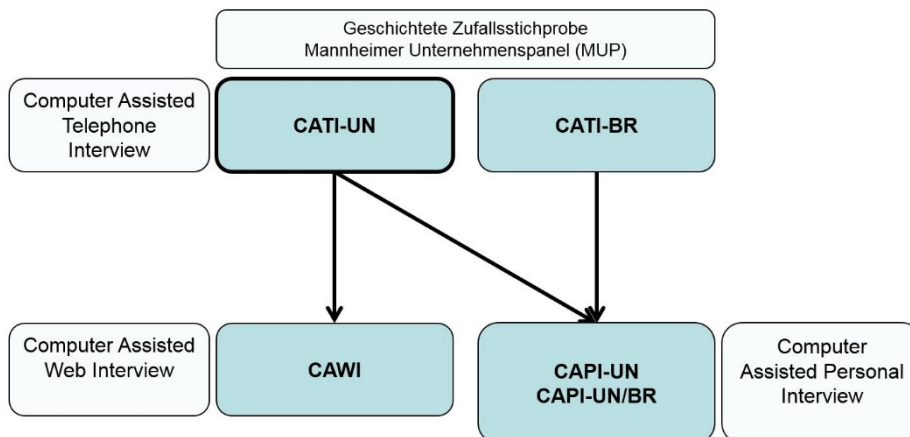 Geschichtete Zufallsstichprobe
Mannheimer Unternehmenspanel (MUP)
Computer Assisted
Telephone
Interview
CATI-UN
CATI-BR
Computer Assisted
Web Interview
CAWI
CAPI-UN
CAPI-UN/BR
Computer
Assisted Personal
Interview